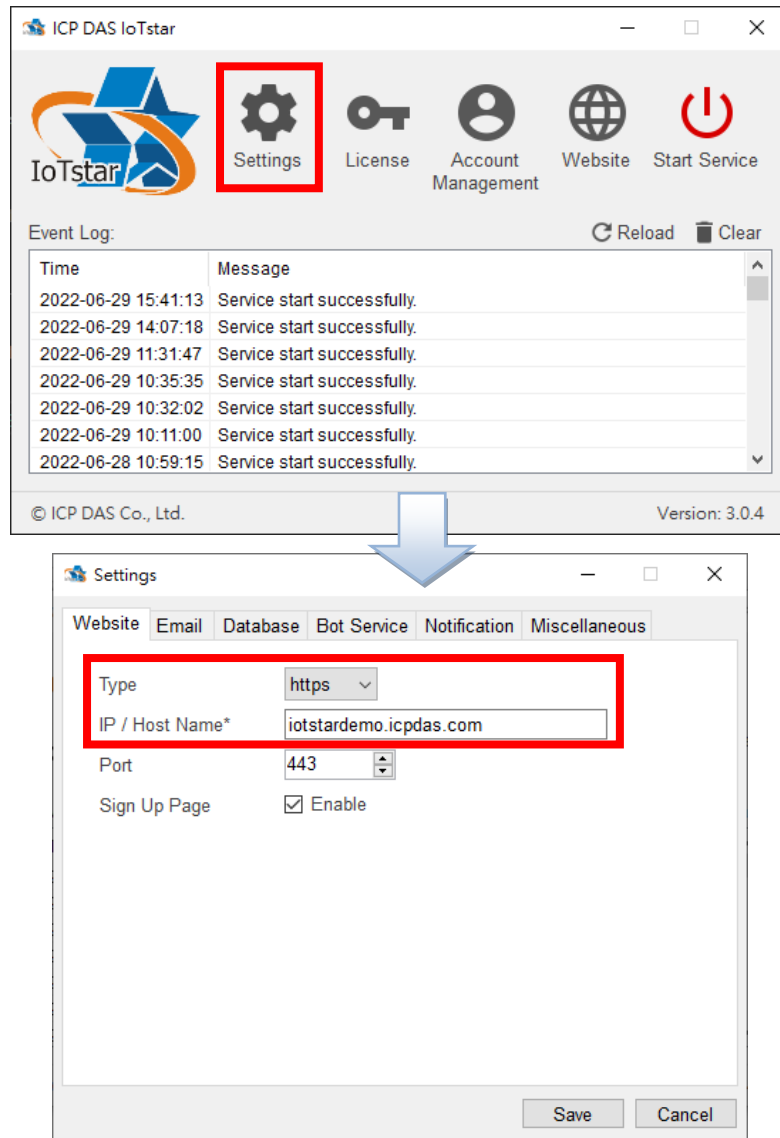 ICP DAS IoTstar
IoTstar
Settings
License
Account
Management
Website
Start Service
Event Log:
Reload
Clear
Time Message
2022-06-29 15:41:13 Service start successfully.
2022-06-29 14:07:18 Service start successfully.
2022-06-29 11:31:47 Service start successfully.
2022-06-29 10:35:35 Service start successfully.
2022-06-29 10:32:02 Service start successfully.
2022-06-29 10:11:00 Service start successfully.
2022-06-28 10:59:15 Service start successfully.
© ICP DAS Co., Ltd. Version: 3.0.4
Settings
Website Email Database Bot Service Notification Miscellaneous
Type https
IP / Host Name* iotstardemo.icpdas.com
Port 443
Sign Up Page Enable
Save Cancel